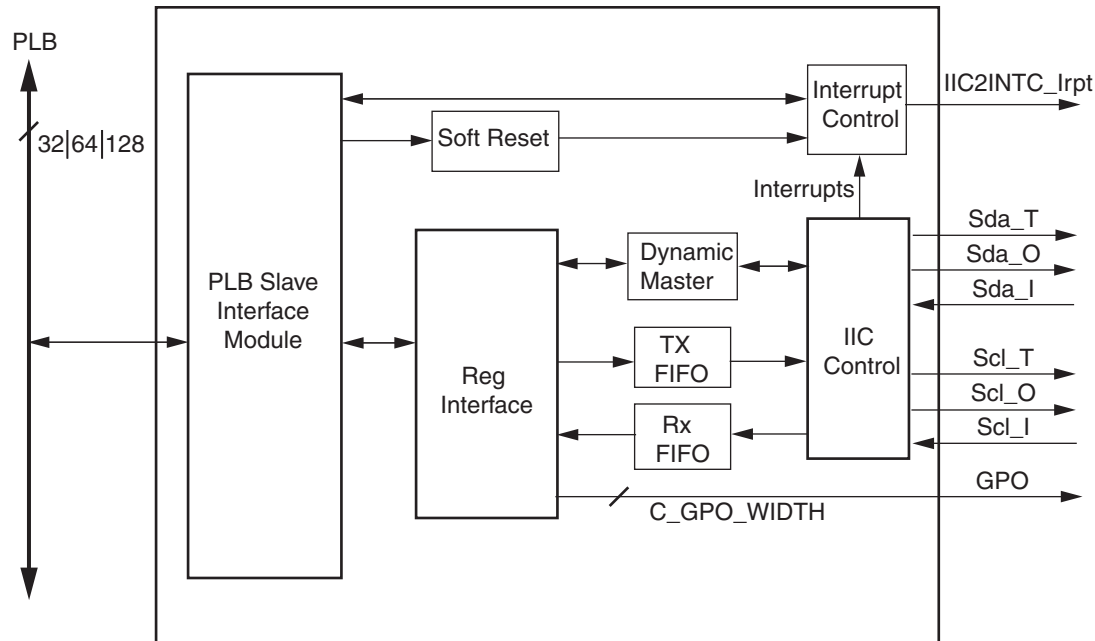 PLB
32|64|128
PLB Slave
Interface
Module
Soft Reset
Interrupt
Control
IIC2INTC_Irpt
Interrupts
Reg
Interface
Dynamic
Master
TX
FIFO
Rx
FIFO
IIC
Control
Sda_T
Sda_O
Sda_I
Scl_T
Scl_O
Scl_I
GPO
C_GPO_WIDTH